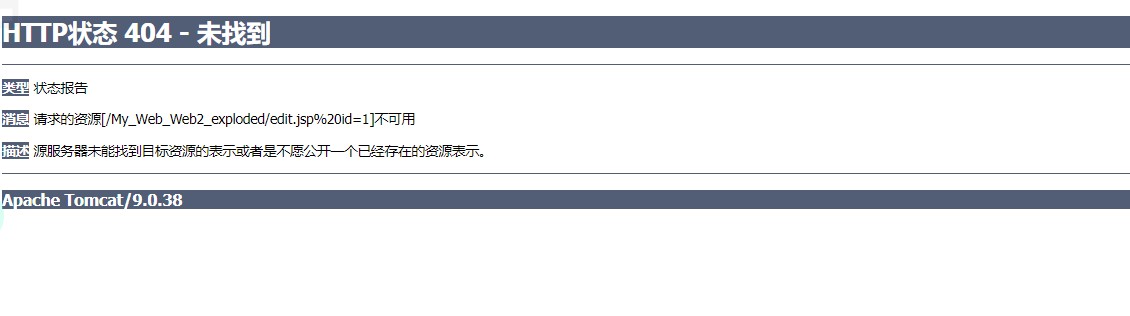 HTTP状态 404 - 未找到
类型 状态报告
消息 请求的资源[/My_Web_Web2_exploded/edit.jsp%20id=1]不可用
描述 源服务器未能找到目标资源的表示或者是不愿公开一个已经存在的资源表示。
Apache Tomcat/9.0.38